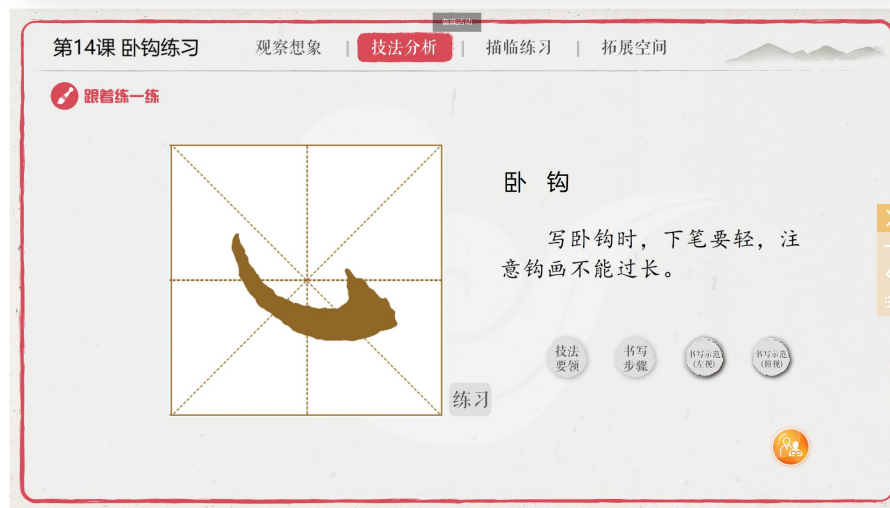 第14课 卧钩练习
观察想象 | 技法分析 | 描临练习 | 拓展空间
跟着练一练
卧 钩
写卧钩时，下笔要轻，注
意钩画不能过长。
技法
要领
书写
步骤
书写示范
(左视)
书写示范
(俯视)
练习